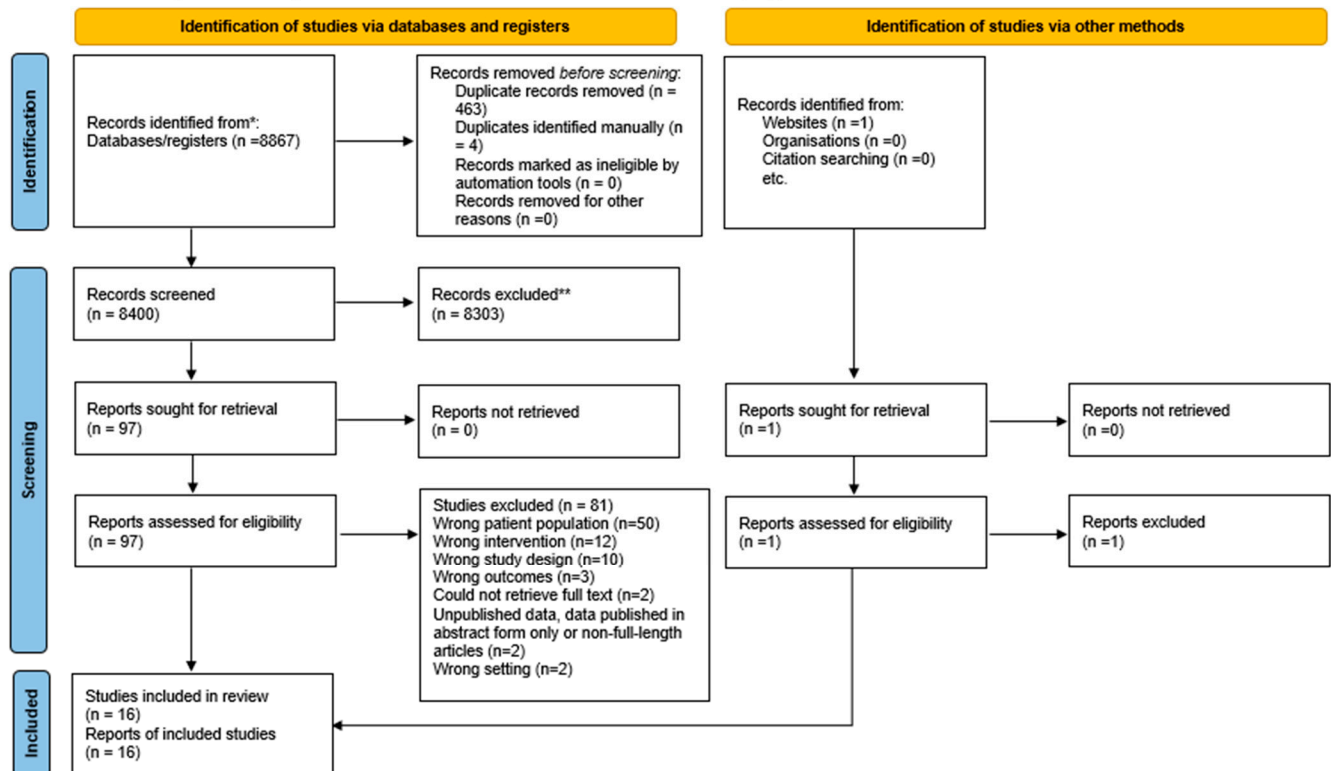 Identification of studies via databases and registers
Identification of studies via other methods
Identification
Records identified from*:
Databases/registers (n =8867)
Records removed before screening:
Duplicate records removed (n =
463)
Duplicates identified manually (n
= 4)
Records marked as ineligible by
automation tools (n = 0)
Records removed for other
reasons (n =0)
Records identified from:
Websites (n =1)
Organisations (n =0)
Citation searching (n =0)
etc.
Screening
Records screened
(n = 8400)
Records excluded**
(n = 8303)
Reports sought for retrieval
(n = 97)
Reports not retrieved
(n = 0)
Reports sought for retrieval
(n =1)
Reports not retrieved
(n =0)
Reports assessed for eligibility
(n = 97)
Studies excluded (n = 81)
Wrong patient population (n=50)
Wrong intervention (n=12)
Wrong study design (n=10)
Wrong outcomes (n=3)
Could not retrieve full text (n=2)
Unpublished data, data published in
abstract form only or non-full-length
articles (n=2)
Wrong setting (n=2)
Reports assessed for eligibility
(n =1)
Reports excluded
(n =1)
Included
Studies included in review
(n = 16)
Reports of included studies
(n = 16)